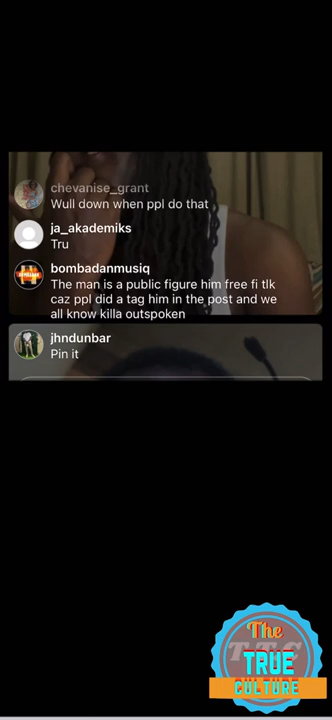 chevanise_grant
Wull down when ppl do that
ja_akademiks
Tru
bombadanmusiq
The man is a public figure him free fi tlk
caz ppl did a tag him in the post and we
all know killa outspoken
jhndunbar
Pin it
The
T.T.C
TRUE
CULTURE